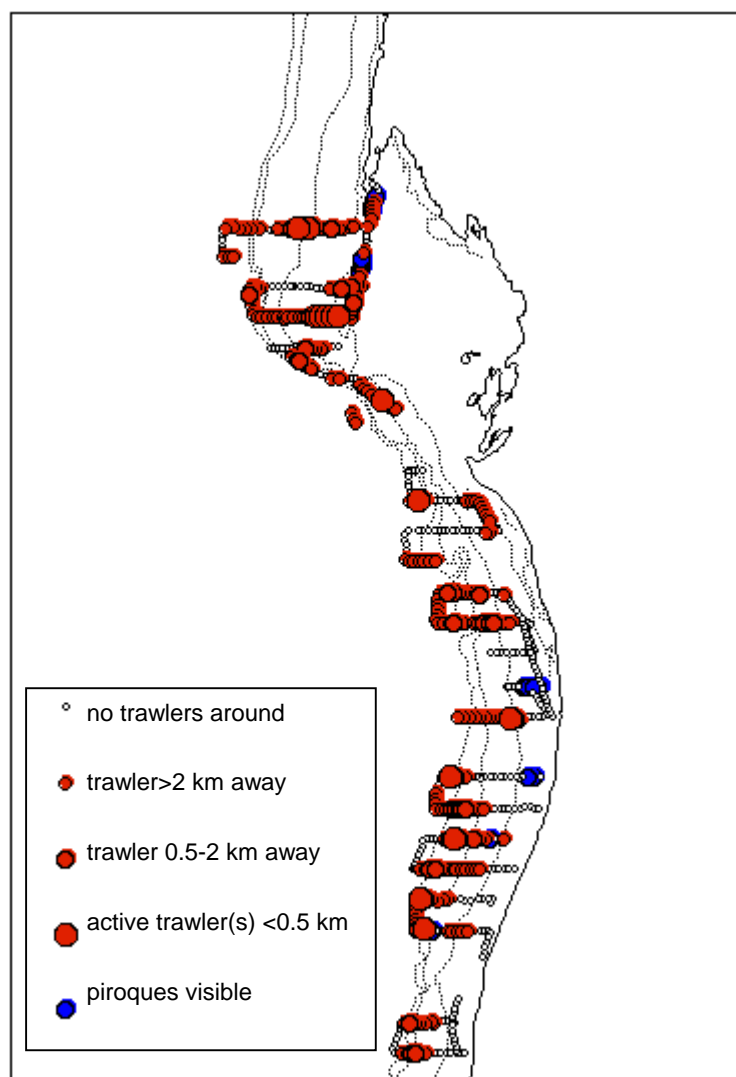 no trawlers around
trawler>2 km away
trawler 0.5-2 km away
active trawler(s) <0.5 km
piroques visible